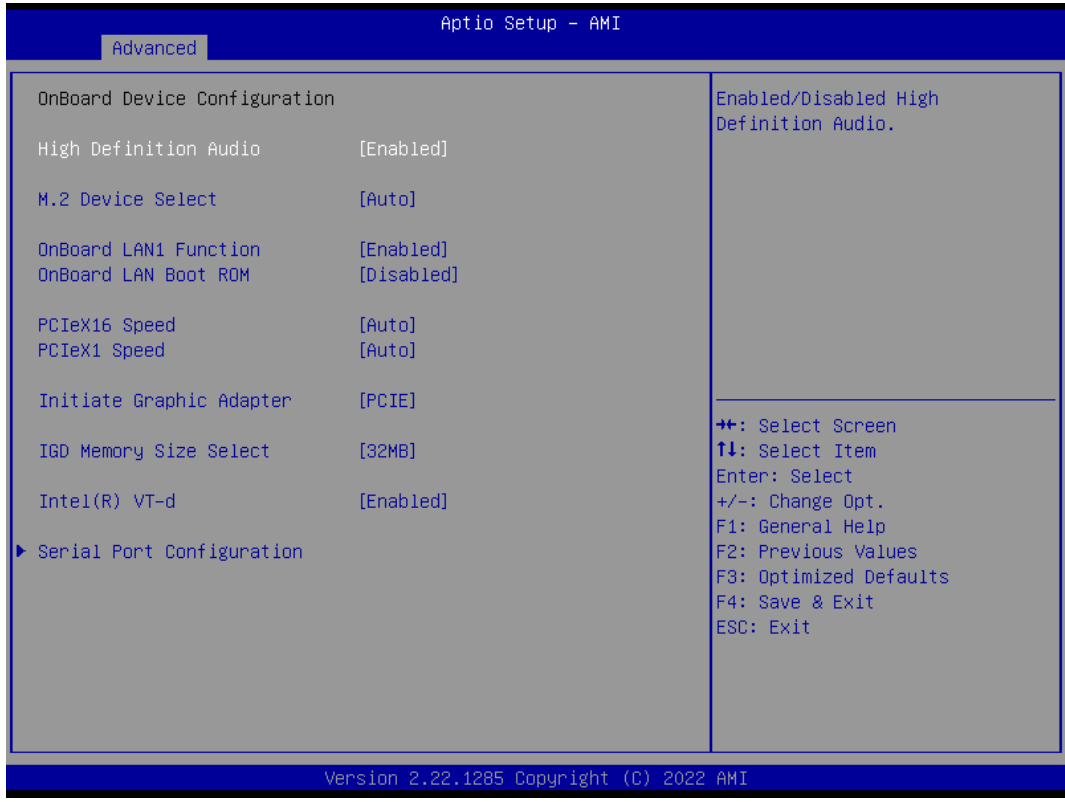 Aptio Setup – AMI
Advanced
OnBoard Device Configuration
High Definition Audio [Enabled]
M.2 Device Select [Auto]
OnBoard LAN1 Function [Enabled]
OnBoard LAN Boot ROM [Disabled]
PCIeX16 Speed [Auto]
PCIeX1 Speed [Auto]
Initiate Graphic Adapter [PCIE]
IGD Memory Size Select [32MB]
Intel(R) VT-d [Enabled]
▶ Serial Port Configuration
Enabled/Disabled High
Definition Audio.
→←: Select Screen
↑↓: Select Item
Enter: Select
+/-: Change Opt.
F1: General Help
F2: Previous Values
F3: Optimized Defaults
F4: Save & Exit
ESC: Exit
Version 2.22.1285 Copyright (C) 2022 AMI